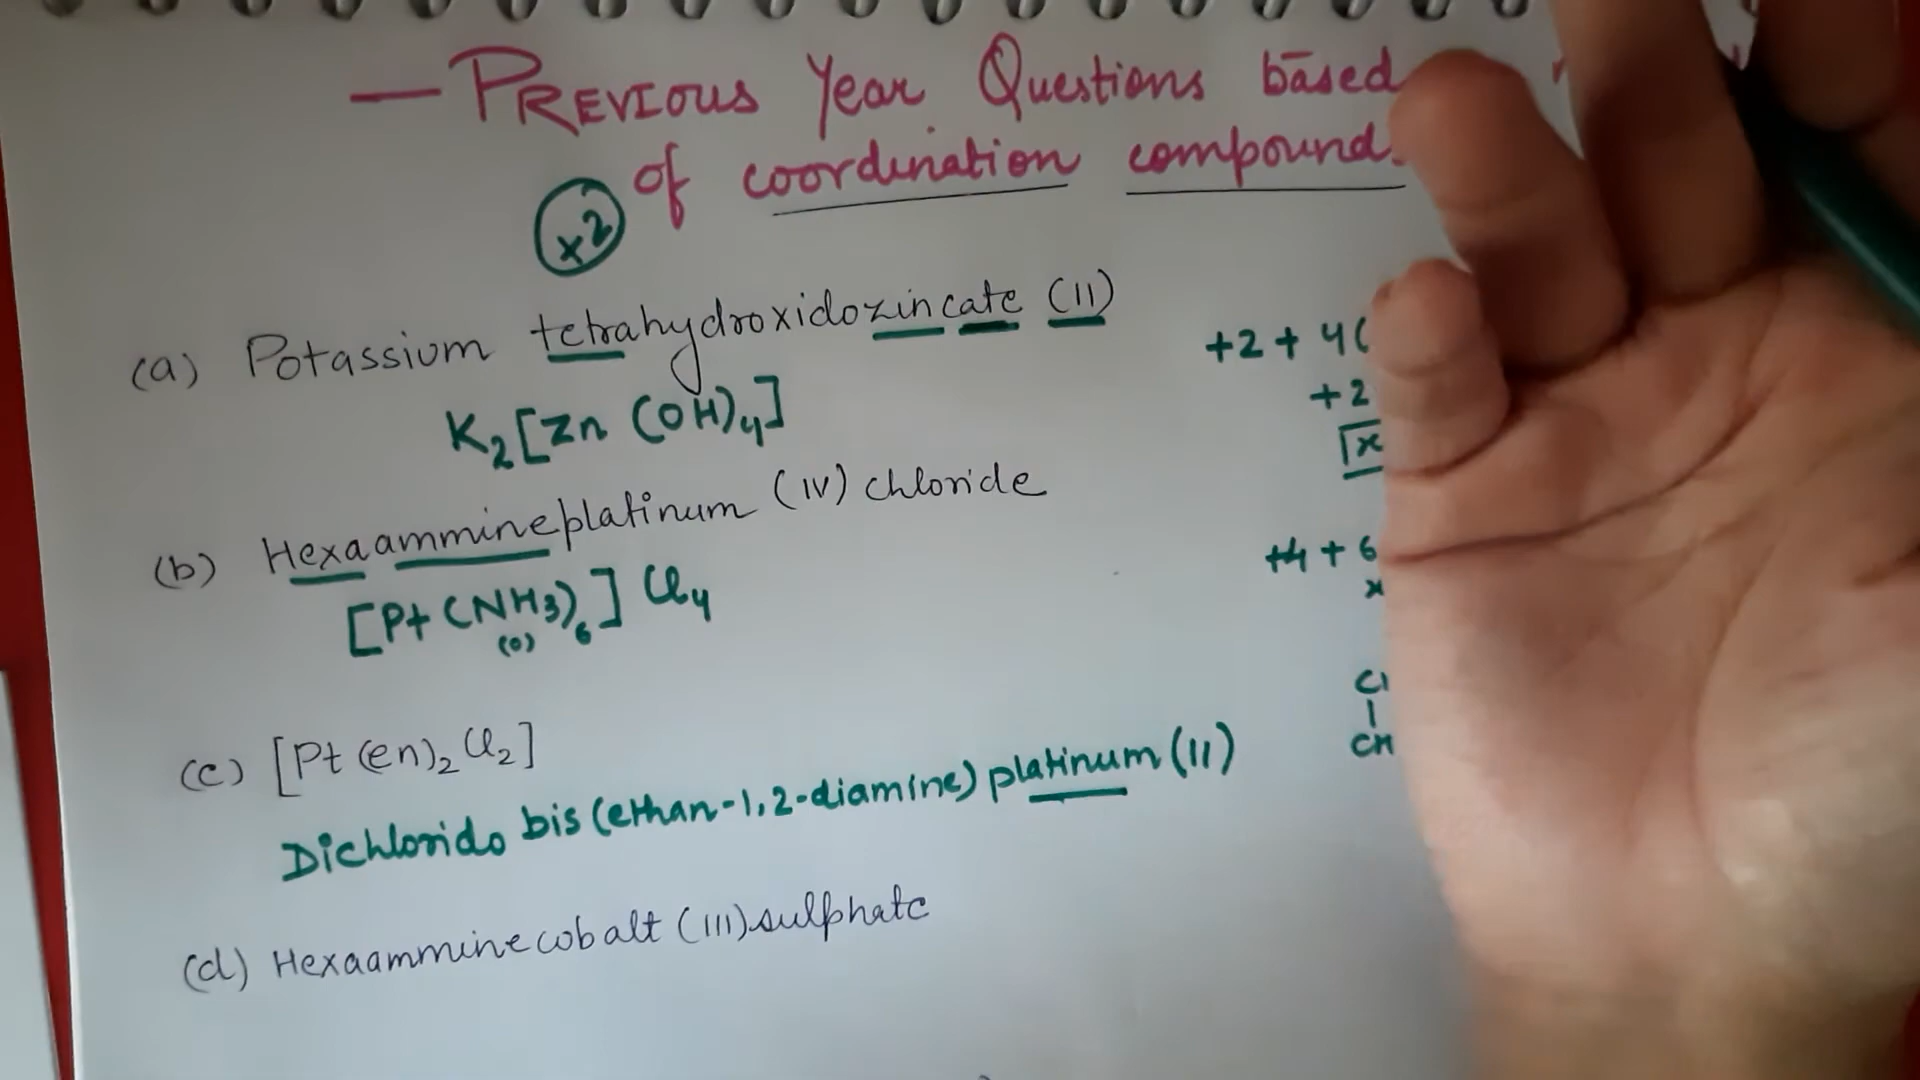 — PREVIOUS Year Questions based
of coordination compound
x2
(a) Potassium tetrahydroxidozincate (II)
K₂[Zn (OH)₄]
+2 + 4(
+2
x
(b) Hexaammineplatinum (IV) chloride
[Pt (NH3)₆] Cl₄
(0)
+4 + 6
x
(c) [Pt (en)₂ Cl₂]
Dichlorido bis (ethan-1,2-diamine) platinum (II)
(d) Hexaamminecobalt (III) sulphate